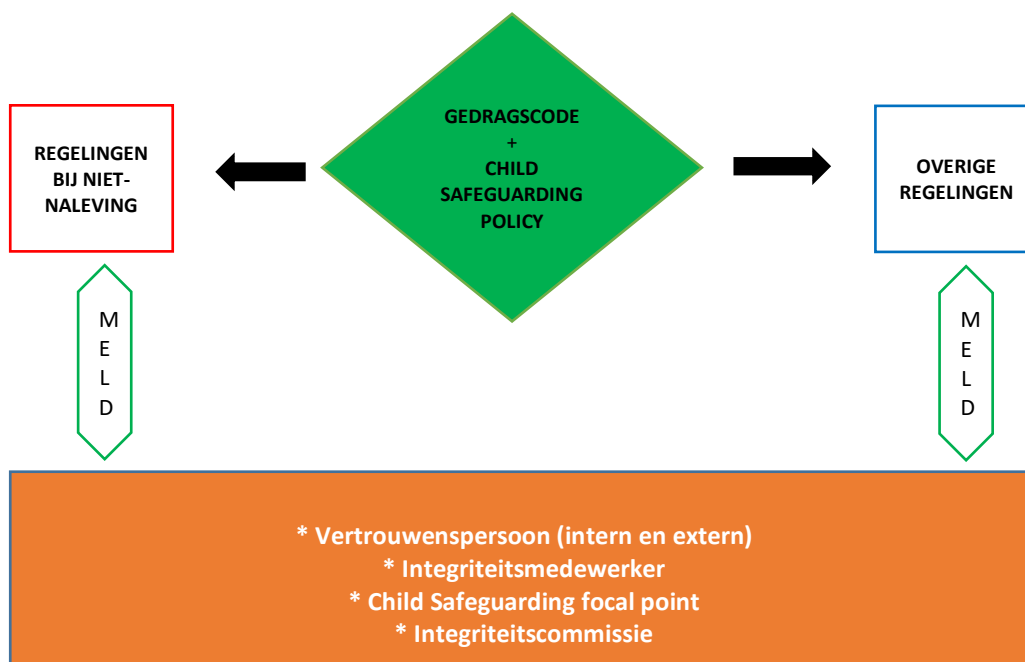 GEDRAGSCODE
+
CHILD
SAFEGUARDING
POLICY
REGELINGEN
BIJ NIET-
NALEVING
OVERIGE
REGELINGEN
M
E
L
D
M
E
L
D
* Vertrouwenspersoon (intern en extern)
* Integriteitsmedewerker
* Child Safeguarding focal point
* Integriteitscommissie